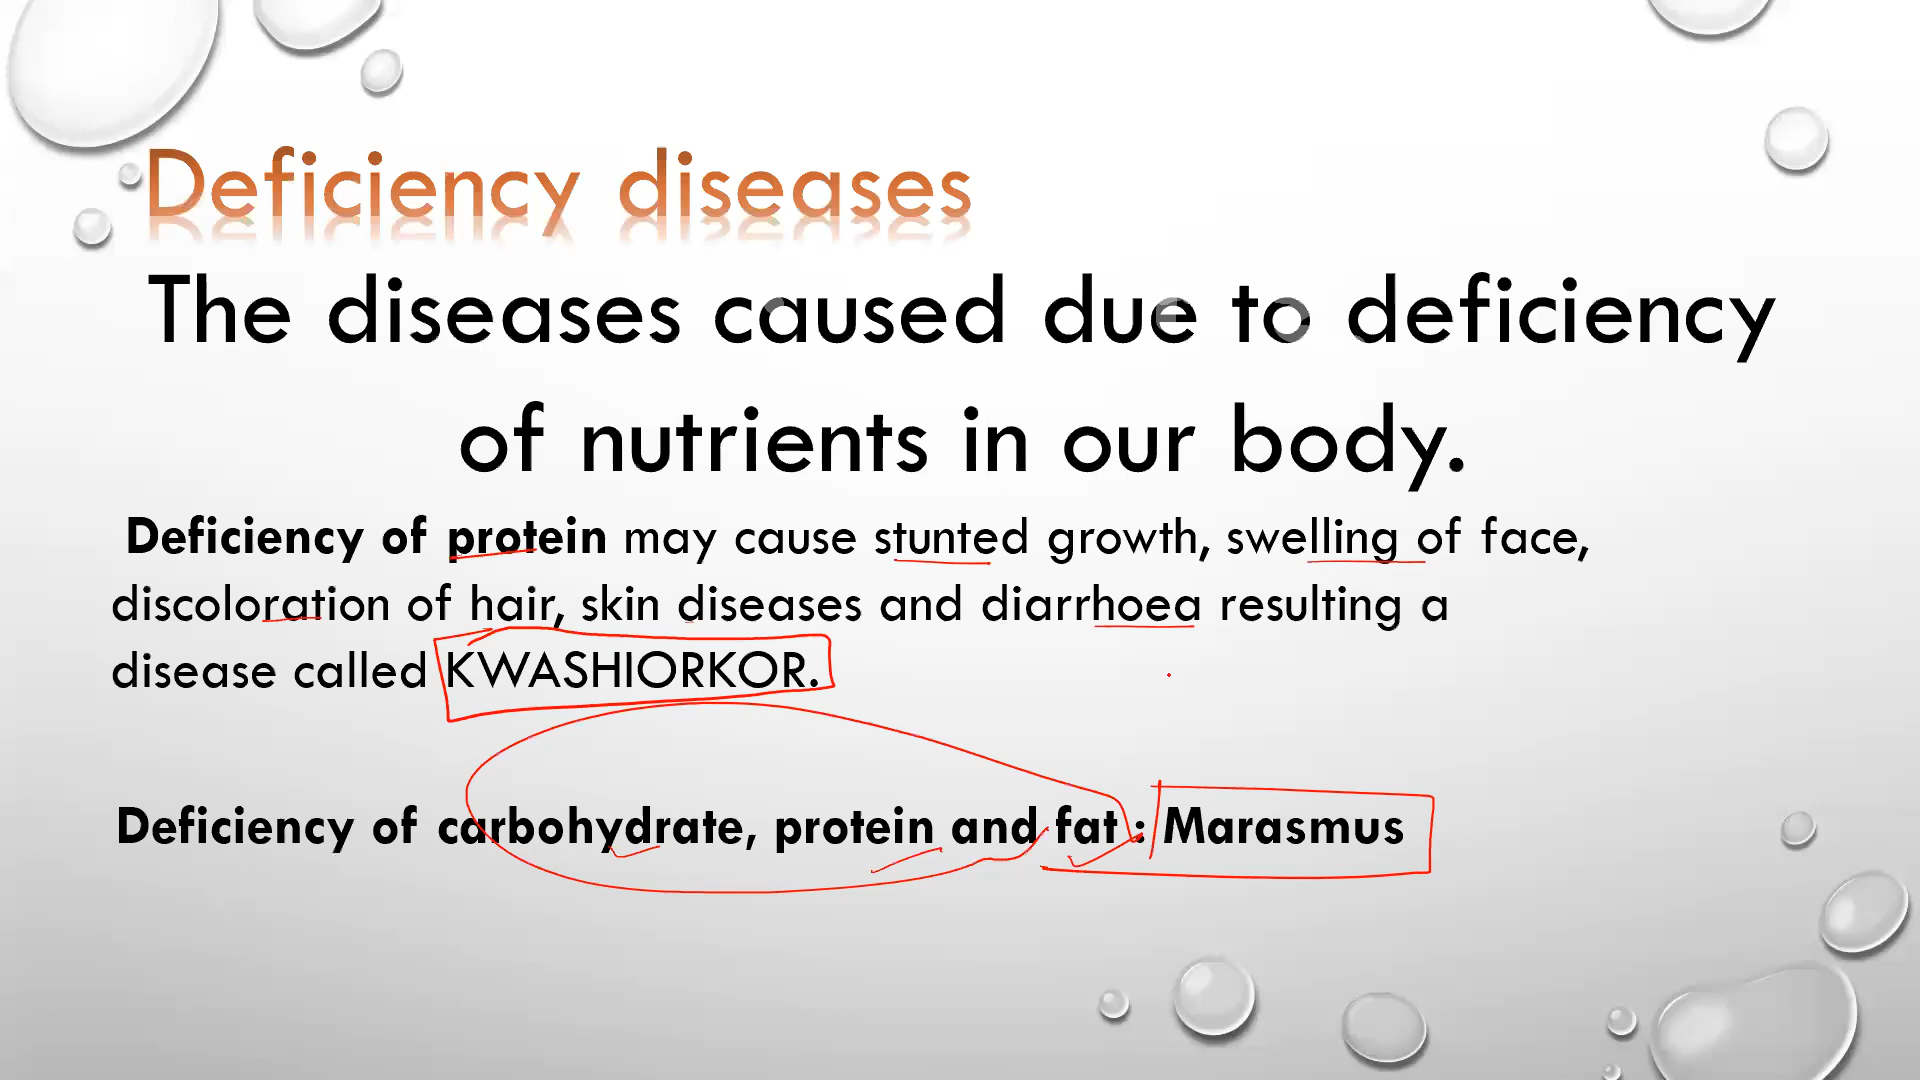 Deficiency diseases
The diseases caused due to deficiency
of nutrients in our body.
Deficiency of protein may cause stunted growth, swelling of face,
discoloration of hair, skin diseases and diarrhoea resulting a
disease called KWASHIORKOR.
Deficiency of carbohydrate, protein and fat : Marasmus